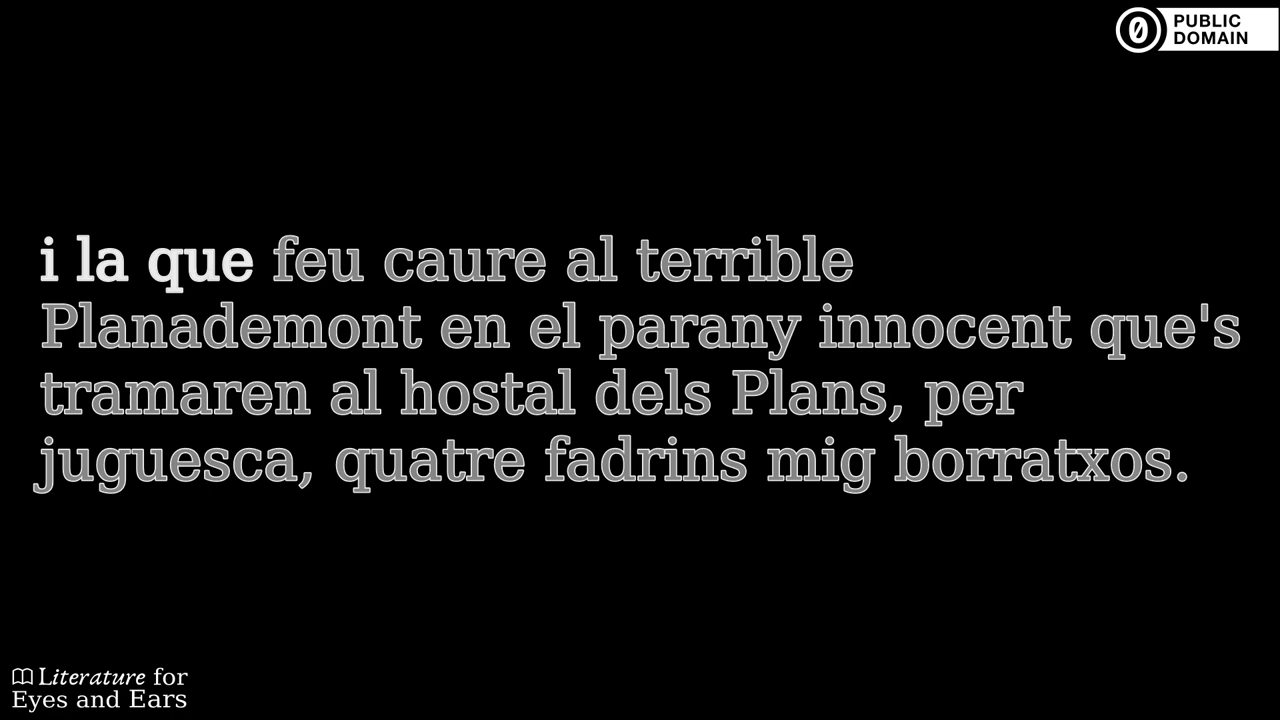 PUBLIC
DOMAIN
i la que feu caure al terrible
Planademont en el parany innocent que's
tramaren al hostal dels Plans, per
juguesca, quatre fadrins mig borratxos.
Literature for
Eyes and Ears